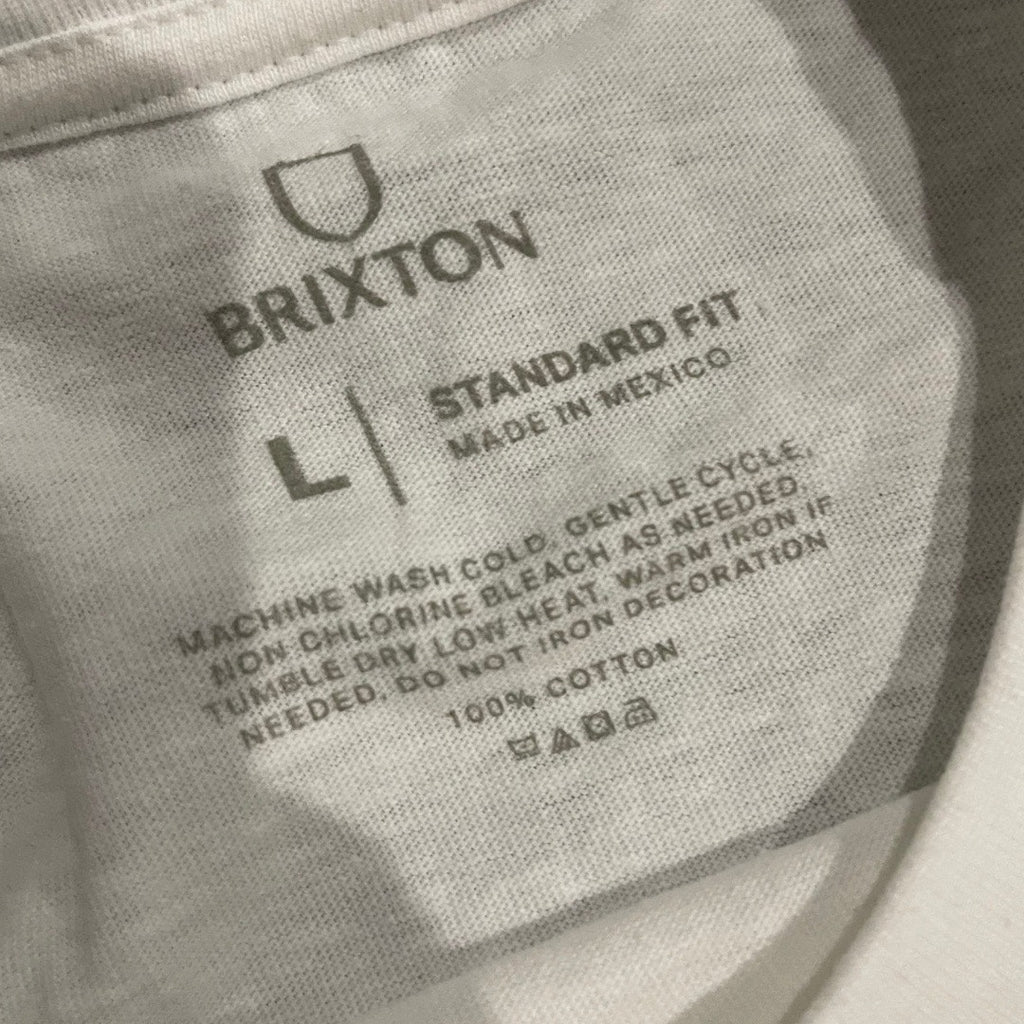 BRIXTON
L
STANDARD FIT
MADE IN MEXICO
MACHINE WASH COLD, GENTLE CYCLE,
NON CHLORINE BLEACH AS NEEDED,
TUMBLE DRY LOW HEAT, WARM IRON IF
NEEDED. DO NOT IRON DECORATION
100% COTTON